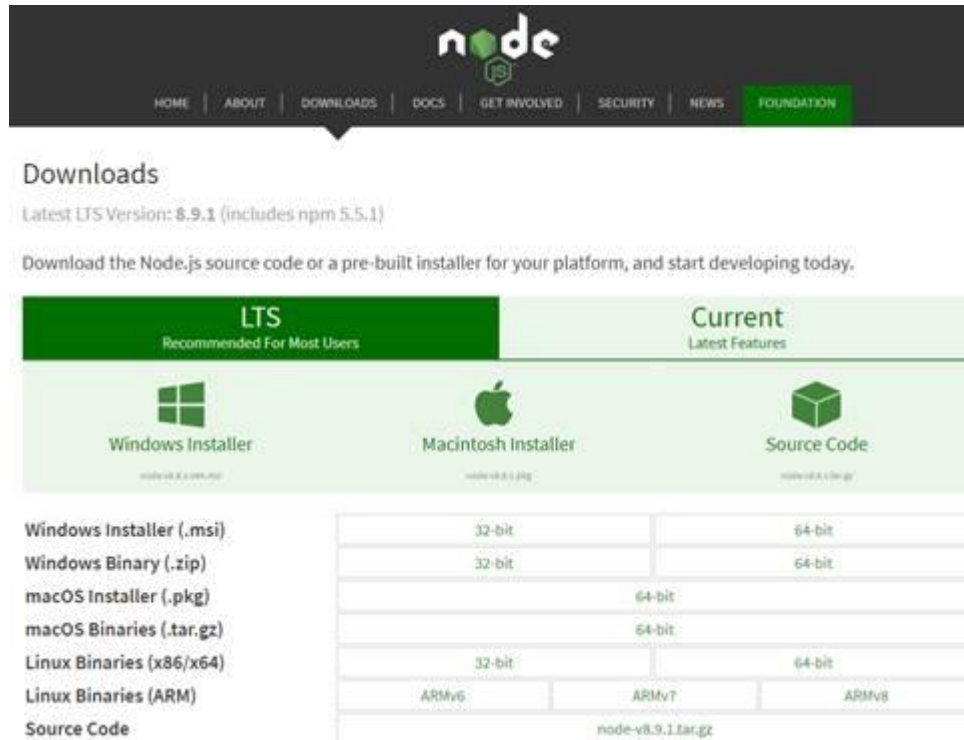 node
JS
HOME | ABOUT | DOWNLOADS | DOCS | GET INVOLVED | SECURITY | NEWS FOUNDATION
Downloads
Latest LTS Version: 8.9.1 (includes npm 5.5.1)
Download the Node.js source code or a pre-built installer for your platform, and start developing today.
LTS
Recommended For Most Users
Current
Latest Features
Windows Installer
Macintosh Installer
Source Code
Windows Installer (.msi) 32-bit 64-bit
Windows Binary (.zip) 32-bit 64-bit
macOS Installer (.pkg) 64-bit
macOS Binaries (.tar.gz) 64-bit
Linux Binaries (x86/x64) 32-bit 64-bit
Linux Binaries (ARM) ARMv6 ARMv7 ARMv8
Source Code node-v8.9.1.tar.gz